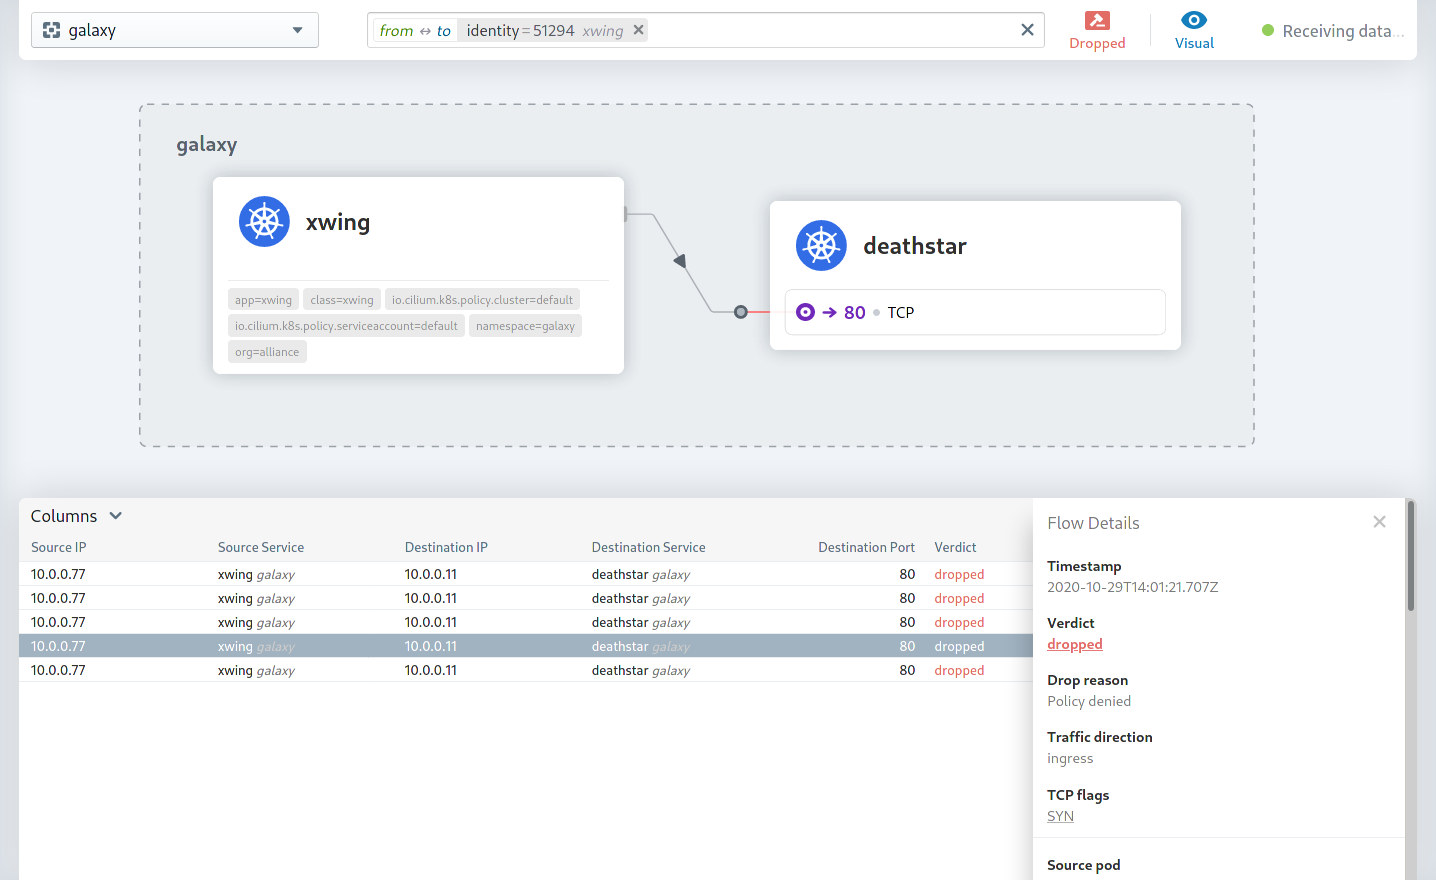 galaxy
from ↔ to identity=51294 xwing ✕
Dropped
Visual
Receiving data...
galaxy
xwing
app=xwing class=xwing io.cilium.k8s.policy.cluster=default
io.cilium.k8s.policy.serviceaccount=default namespace=galaxy
org=alliance
deathstar
→ 80 • TCP
Columns
Source IP Source Service Destination IP Destination Service Destination Port Verdict
10.0.0.77 xwing galaxy 10.0.0.11 deathstar galaxy 80 dropped
10.0.0.77 xwing galaxy 10.0.0.11 deathstar galaxy 80 dropped
10.0.0.77 xwing galaxy 10.0.0.11 deathstar galaxy 80 dropped
10.0.0.77 xwing galaxy 10.0.0.11 deathstar galaxy 80 dropped
10.0.0.77 xwing galaxy 10.0.0.11 deathstar galaxy 80 dropped
Flow Details
Timestamp
2020-10-29T14:01:21.707Z
Verdict
dropped
Drop reason
Policy denied
Traffic direction
ingress
TCP flags
SYN
Source pod